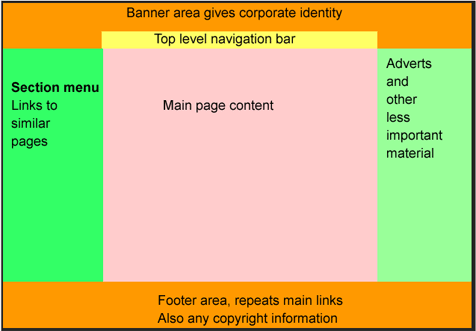 Banner area gives corporate identity
Top level navigation bar
Section menu
Links to
similar
pages
Main page content
Adverts
and
other
less
important
material
Footer area, repeats main links
Also any copyright information